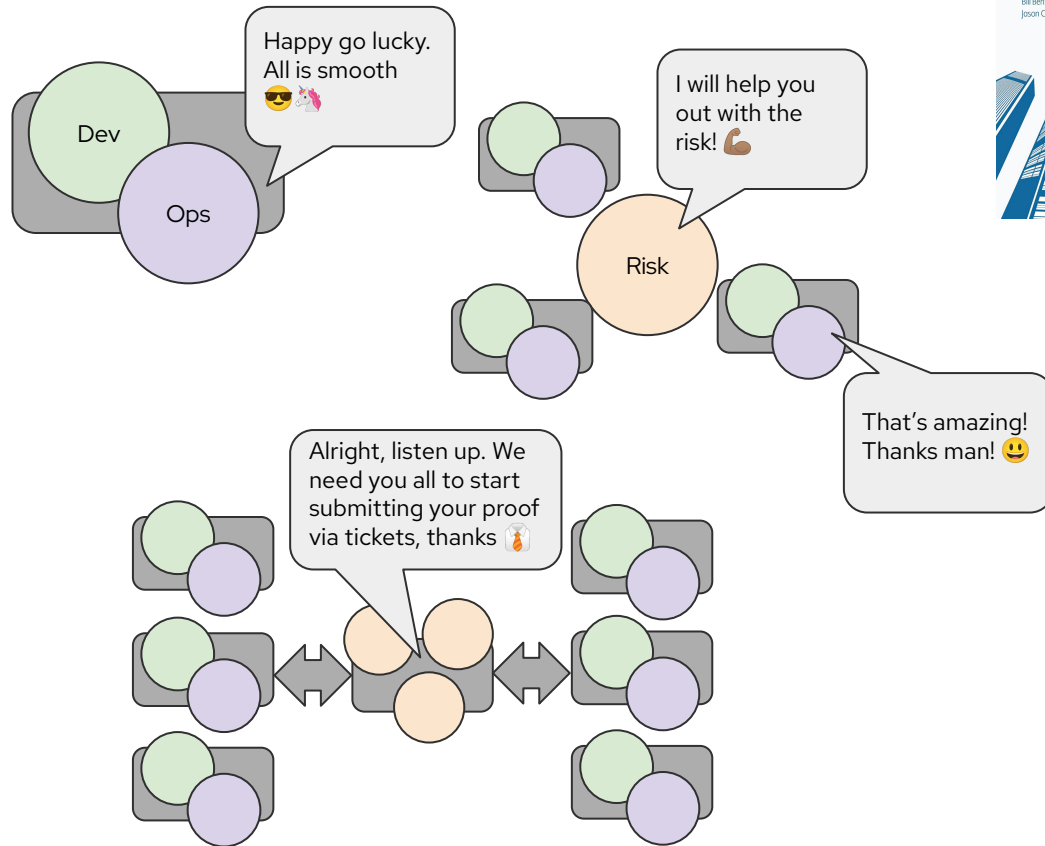 Happy go lucky.
All is smooth
😎🦄
Dev
Ops
I will help you
out with the
risk! 💪🏽
Risk
That’s amazing!
Thanks man! 😃
Alright, listen up. We
need you all to start
submitting your proof
via tickets, thanks 👔